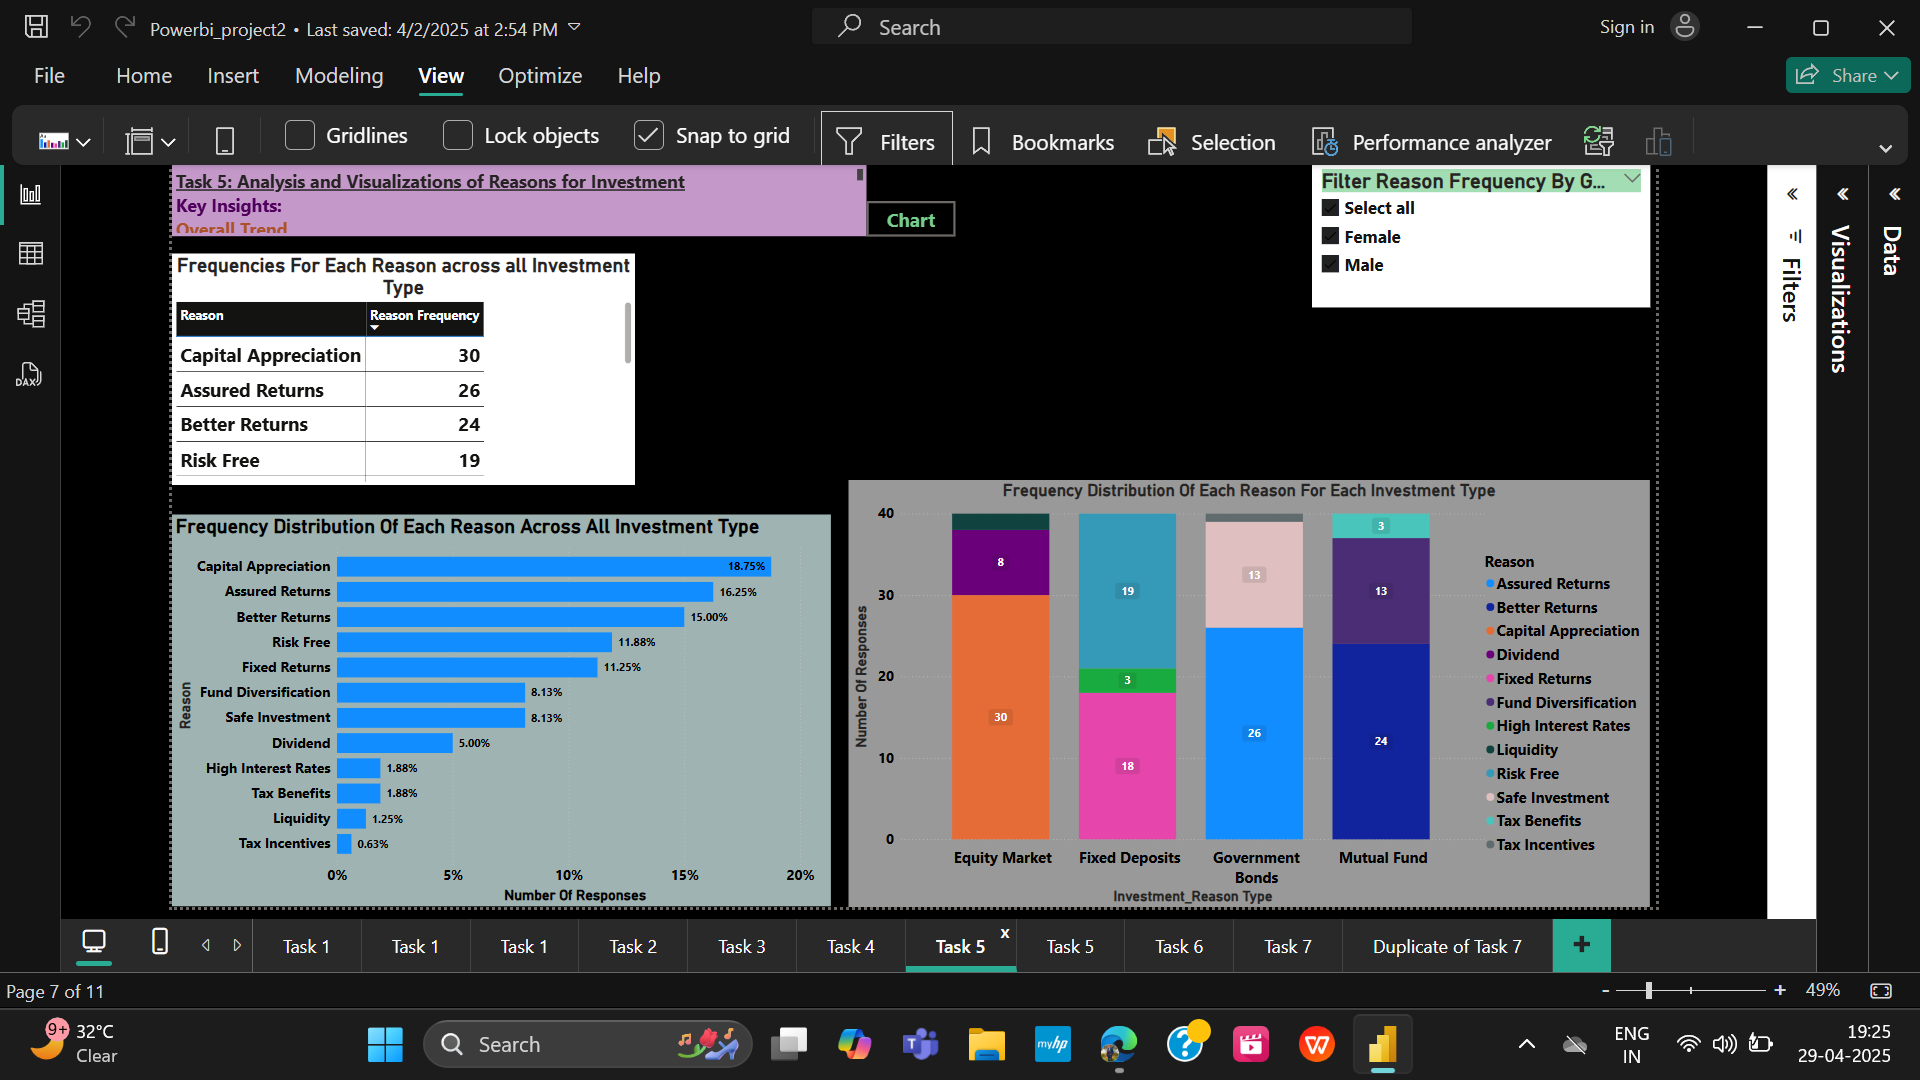 Powerbi_project2 • Last saved: 4/2/2025 at 2:54 PM
Search
Sign in
File
Home
Insert
Modeling
View
Optimize
Help
Share
Gridlines
Lock objects
Snap to grid
Filters
Bookmarks
Selection
Performance analyzer
Task 5: Analysis and Visualizations of Reasons for Investment
Key Insights:
Overall Trend
Chart
Filter Reason Frequency By G...
Select all
Female
Male
Filters
Visualizations
Data
DAX
Frequencies For Each Reason across all Investment
Type
Reason Reason Frequency
Capital Appreciation 30
Assured Returns 26
Better Returns 24
Risk Free 19
Frequency Distribution Of Each Reason Across All Investment Type
Reason
Capital Appreciation 18.75%
Assured Returns 16.25%
Better Returns 15.00%
Risk Free 11.88%
Fixed Returns 11.25%
Fund Diversification 8.13%
Safe Investment 8.13%
Dividend 5.00%
High Interest Rates 1.88%
Tax Benefits 1.88%
Liquidity 1.25%
Tax Incentives 0.63%
0% 5% 10% 15% 20%
Number Of Responses
Frequency Distribution Of Each Reason For Each Investment Type
Number Of Responses
40
30
20
10
0
8
30
19
3
18
13
26
3
13
24
Equity Market
Fixed Deposits
Government
Bonds
Mutual Fund
Investment_Reason Type
Reason
Assured Returns
Better Returns
Capital Appreciation
Dividend
Fixed Returns
Fund Diversification
High Interest Rates
Liquidity
Risk Free
Safe Investment
Tax Benefits
Tax Incentives
Task 1
Task 1
Task 1
Task 2
Task 3
Task 4
Task 5
x
Task 5
Task 6
Task 7
Duplicate of Task 7
+
Page 7 of 11
- + 49%
9+
32°C
Clear
Search
myhp
ENG
IN
19:25
29-04-2025